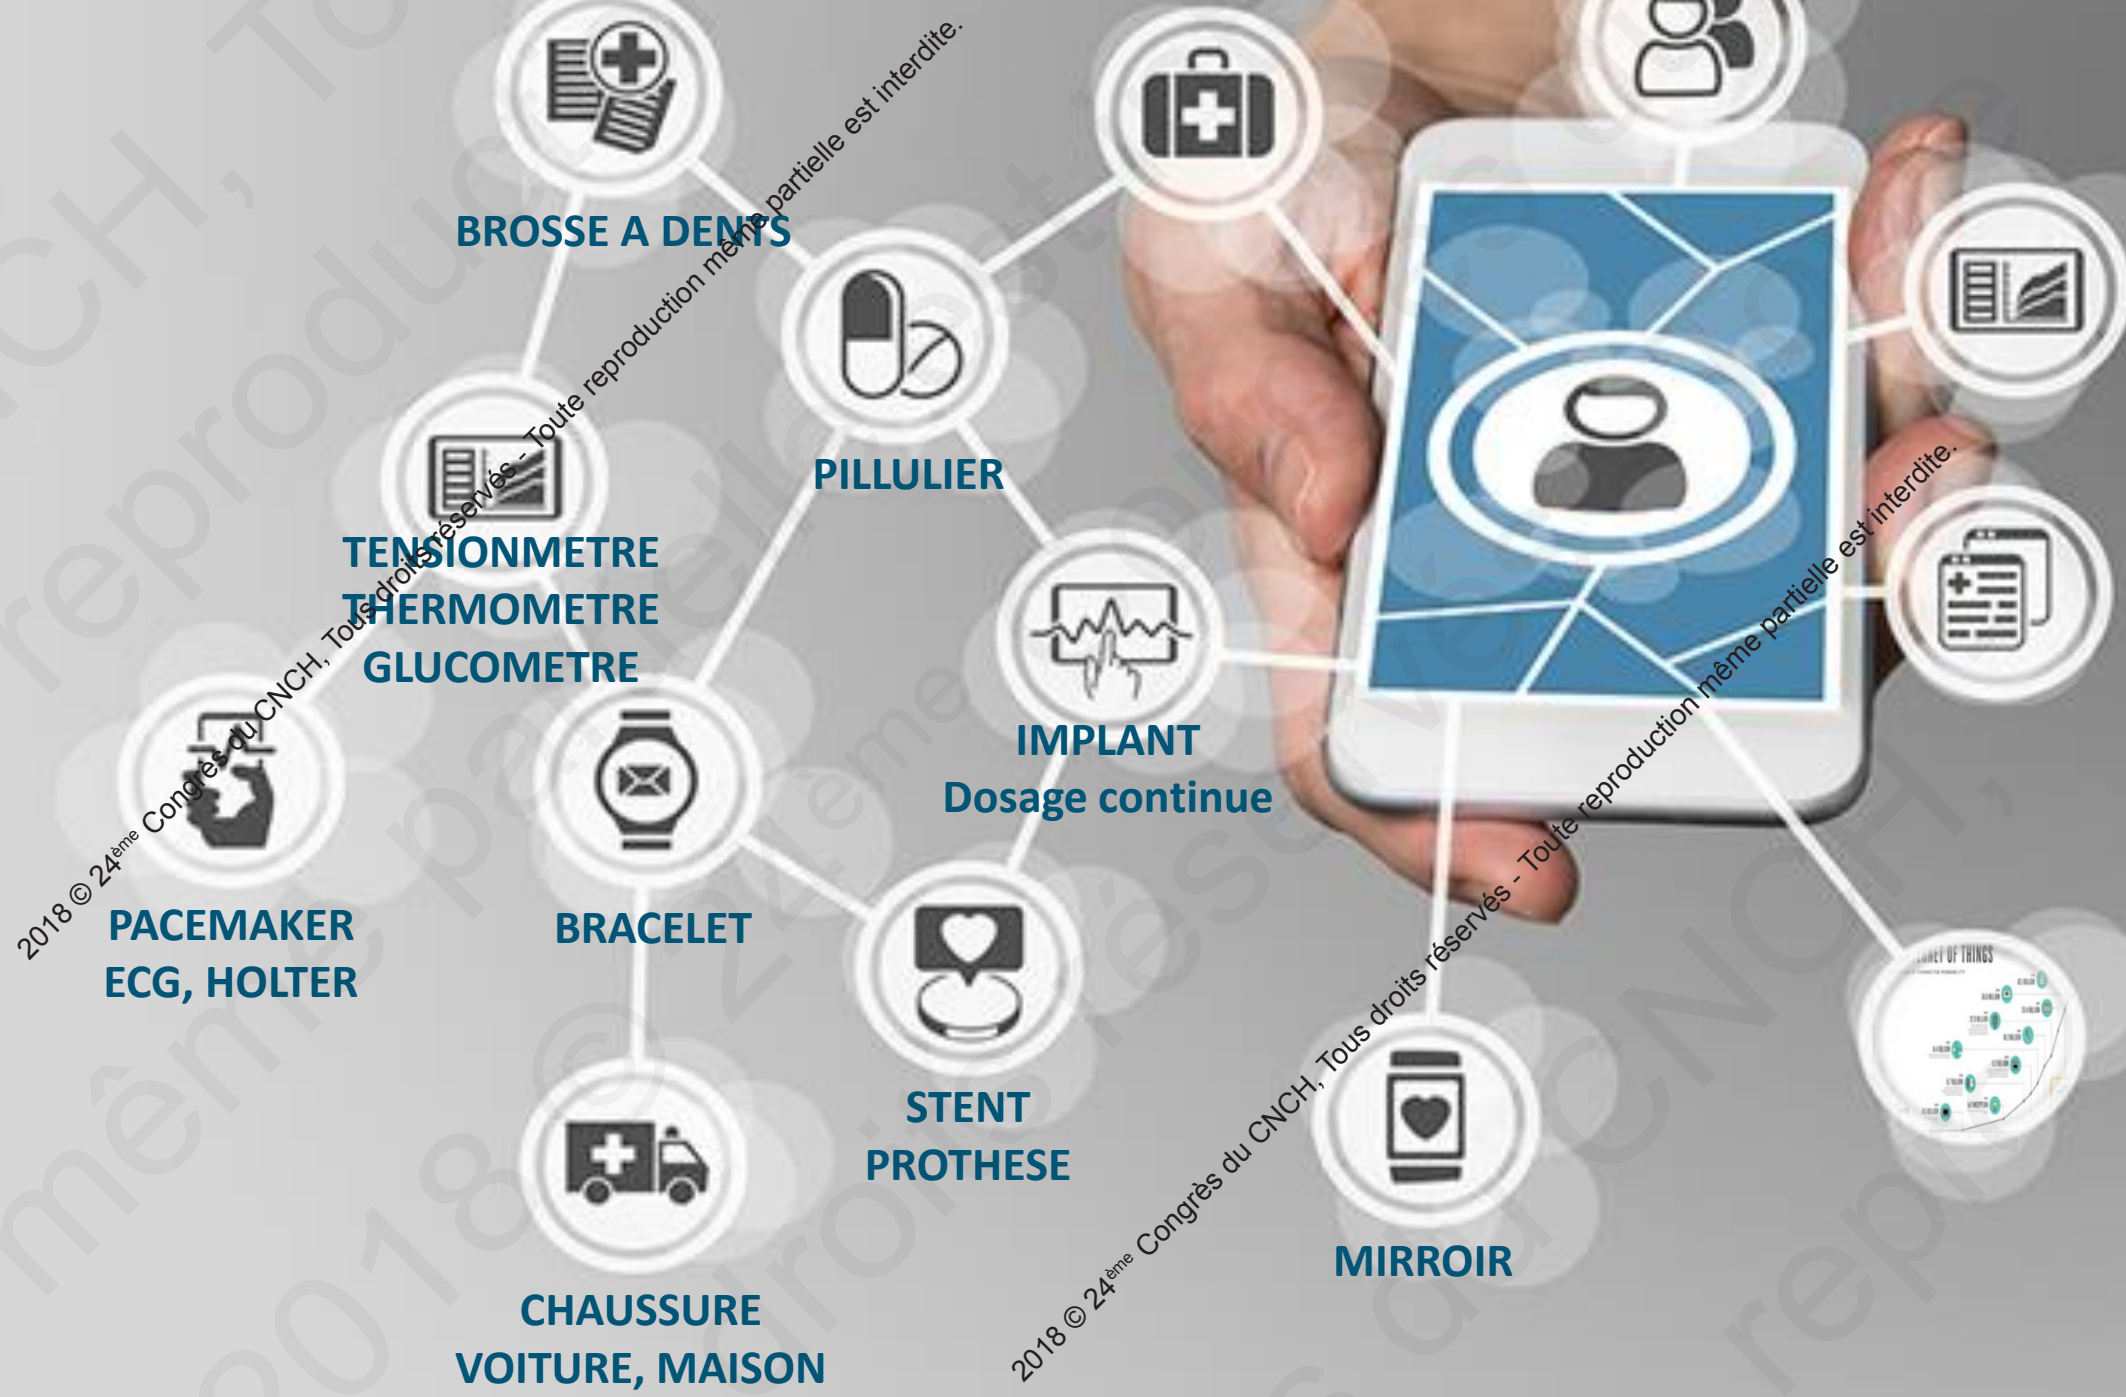 BROSSE A DENTS
PILLULIER
TENSIONMETRE
THERMOMETRE
GLUCOMETRE
IMPLANT
Dosage continue
PACEMAKER
ECG, HOLTER
BRACELET
STENT
PROTHESE
MIRROIR
CHAUSSURE
VOITURE, MAISON
OF THINGS
2018 © 24ème Congrès du CNCH, Tous droits réservés - Toute reproduction même partielle est interdite.
2018 © 24ème Congrès du CNCH, Tous droits réservés - Toute reproduction même partielle est interdite.